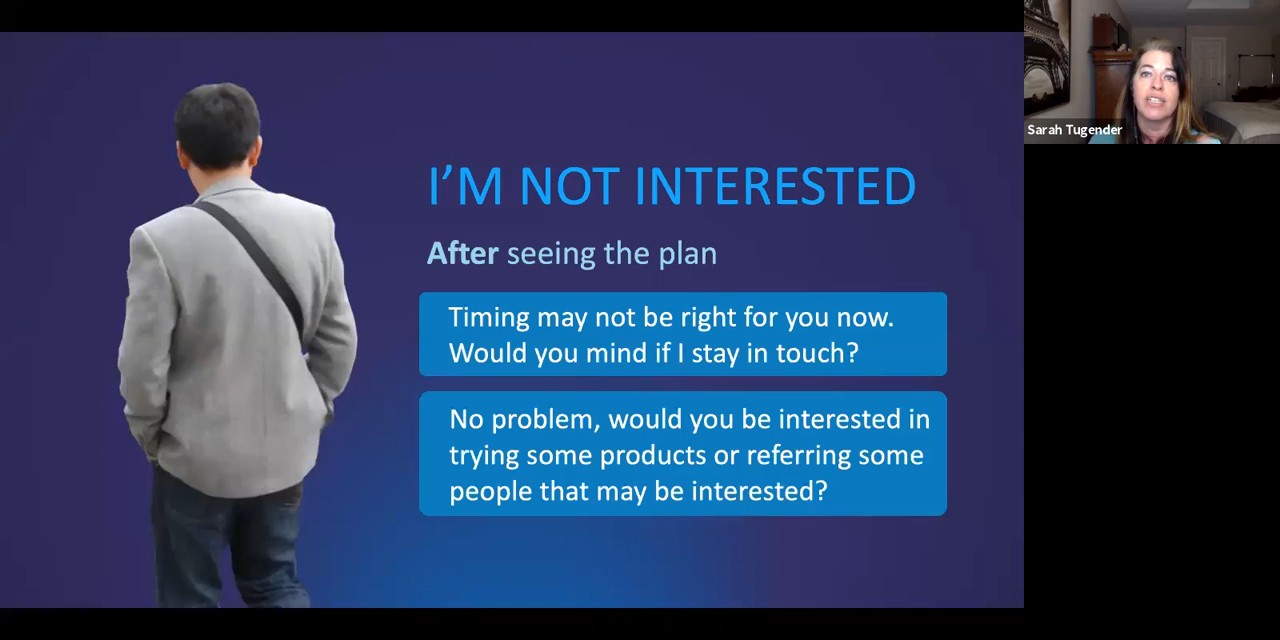 I’M NOT INTERESTED
After seeing the plan
Timing may not be right for you now.
Would you mind if I stay in touch?
No problem, would you be interested in
trying some products or referring some
people that may be interested?
Sarah Tugender